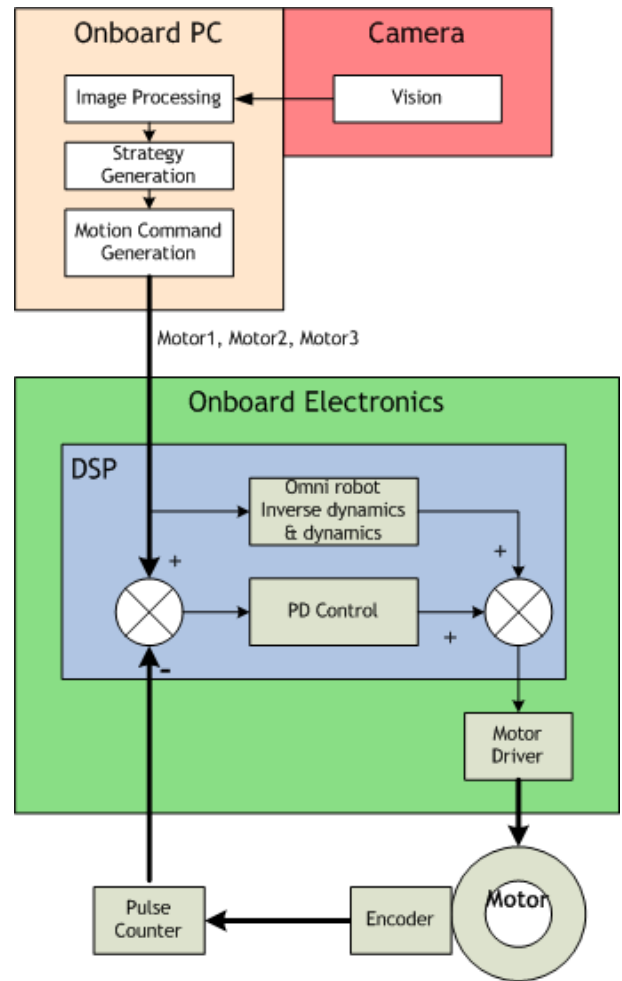 Onboard PC
Camera
Image Processing
Vision
Strategy
Generation
Motion Command
Generation
Motor1, Motor2, Motor3
Onboard Electronics
DSP
Omni robot
Inverse dynamics
& dynamics
+
+
PD Control
+
-
Motor
Driver
Motor
Encoder
Pulse
Counter